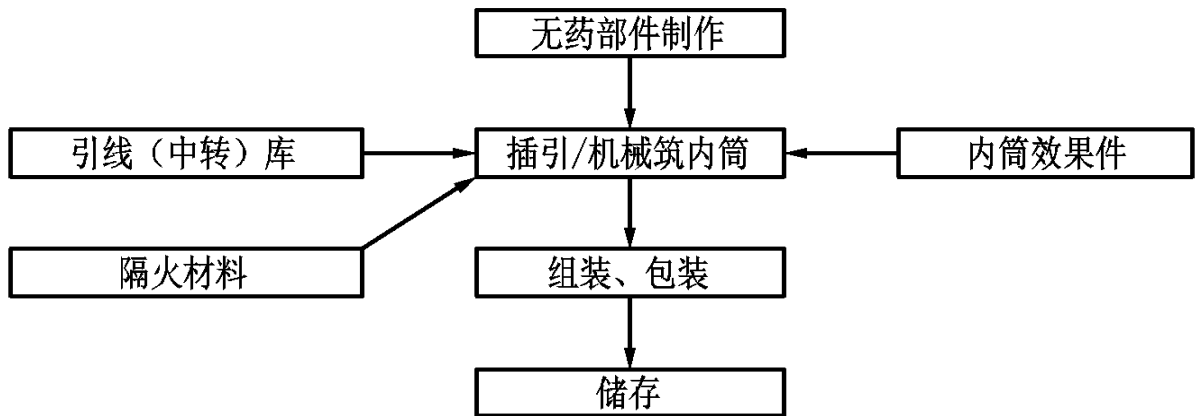 无药部件制作
引线（中转）库
插引/机械筑内筒
内筒效果件
隔火材料
组装、包装
储存